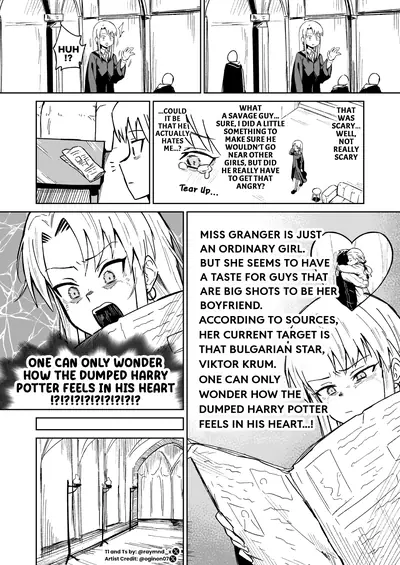 HUH
!?
THAT
WAS
SCARY...
WELL,
NOT
REALLY
SCARY
WHAT
A SAVAGE GUY...
SURE, I DID A LITTLE
SOMETHING TO
MAKE SURE HE
WOULDN'T GO
NEAR OTHER
GIRLS, BUT DID
HE REALLY HAVE
TO GET THAT
ANGRY?
...COULD
IT BE
THAT HE
ACTUALLY
HATES
ME...?
Tear up...
MISS GRANGER IS JUST
AN ORDINARY GIRL.
BUT SHE SEEMS TO HAVE
A TASTE FOR GUYS THAT
ARE BIG SHOTS TO BE HER
BOYFRIEND.
ACCORDING TO SOURCES,
HER CURRENT TARGET IS
THAT BULGARIAN STAR,
VIKTOR KRUM.
ONE CAN ONLY
WONDER HOW THE
DUMPED HARRY POTTER
FEELS IN HIS HEART...!
ONE CAN ONLY WONDER
HOW THE DUMPED HARRY
POTTER FEELS IN HIS HEART
!?!?!?!?!?!?!?!?
Tl and Ts by: @raymnd_x
Artist Credit: @oginon07